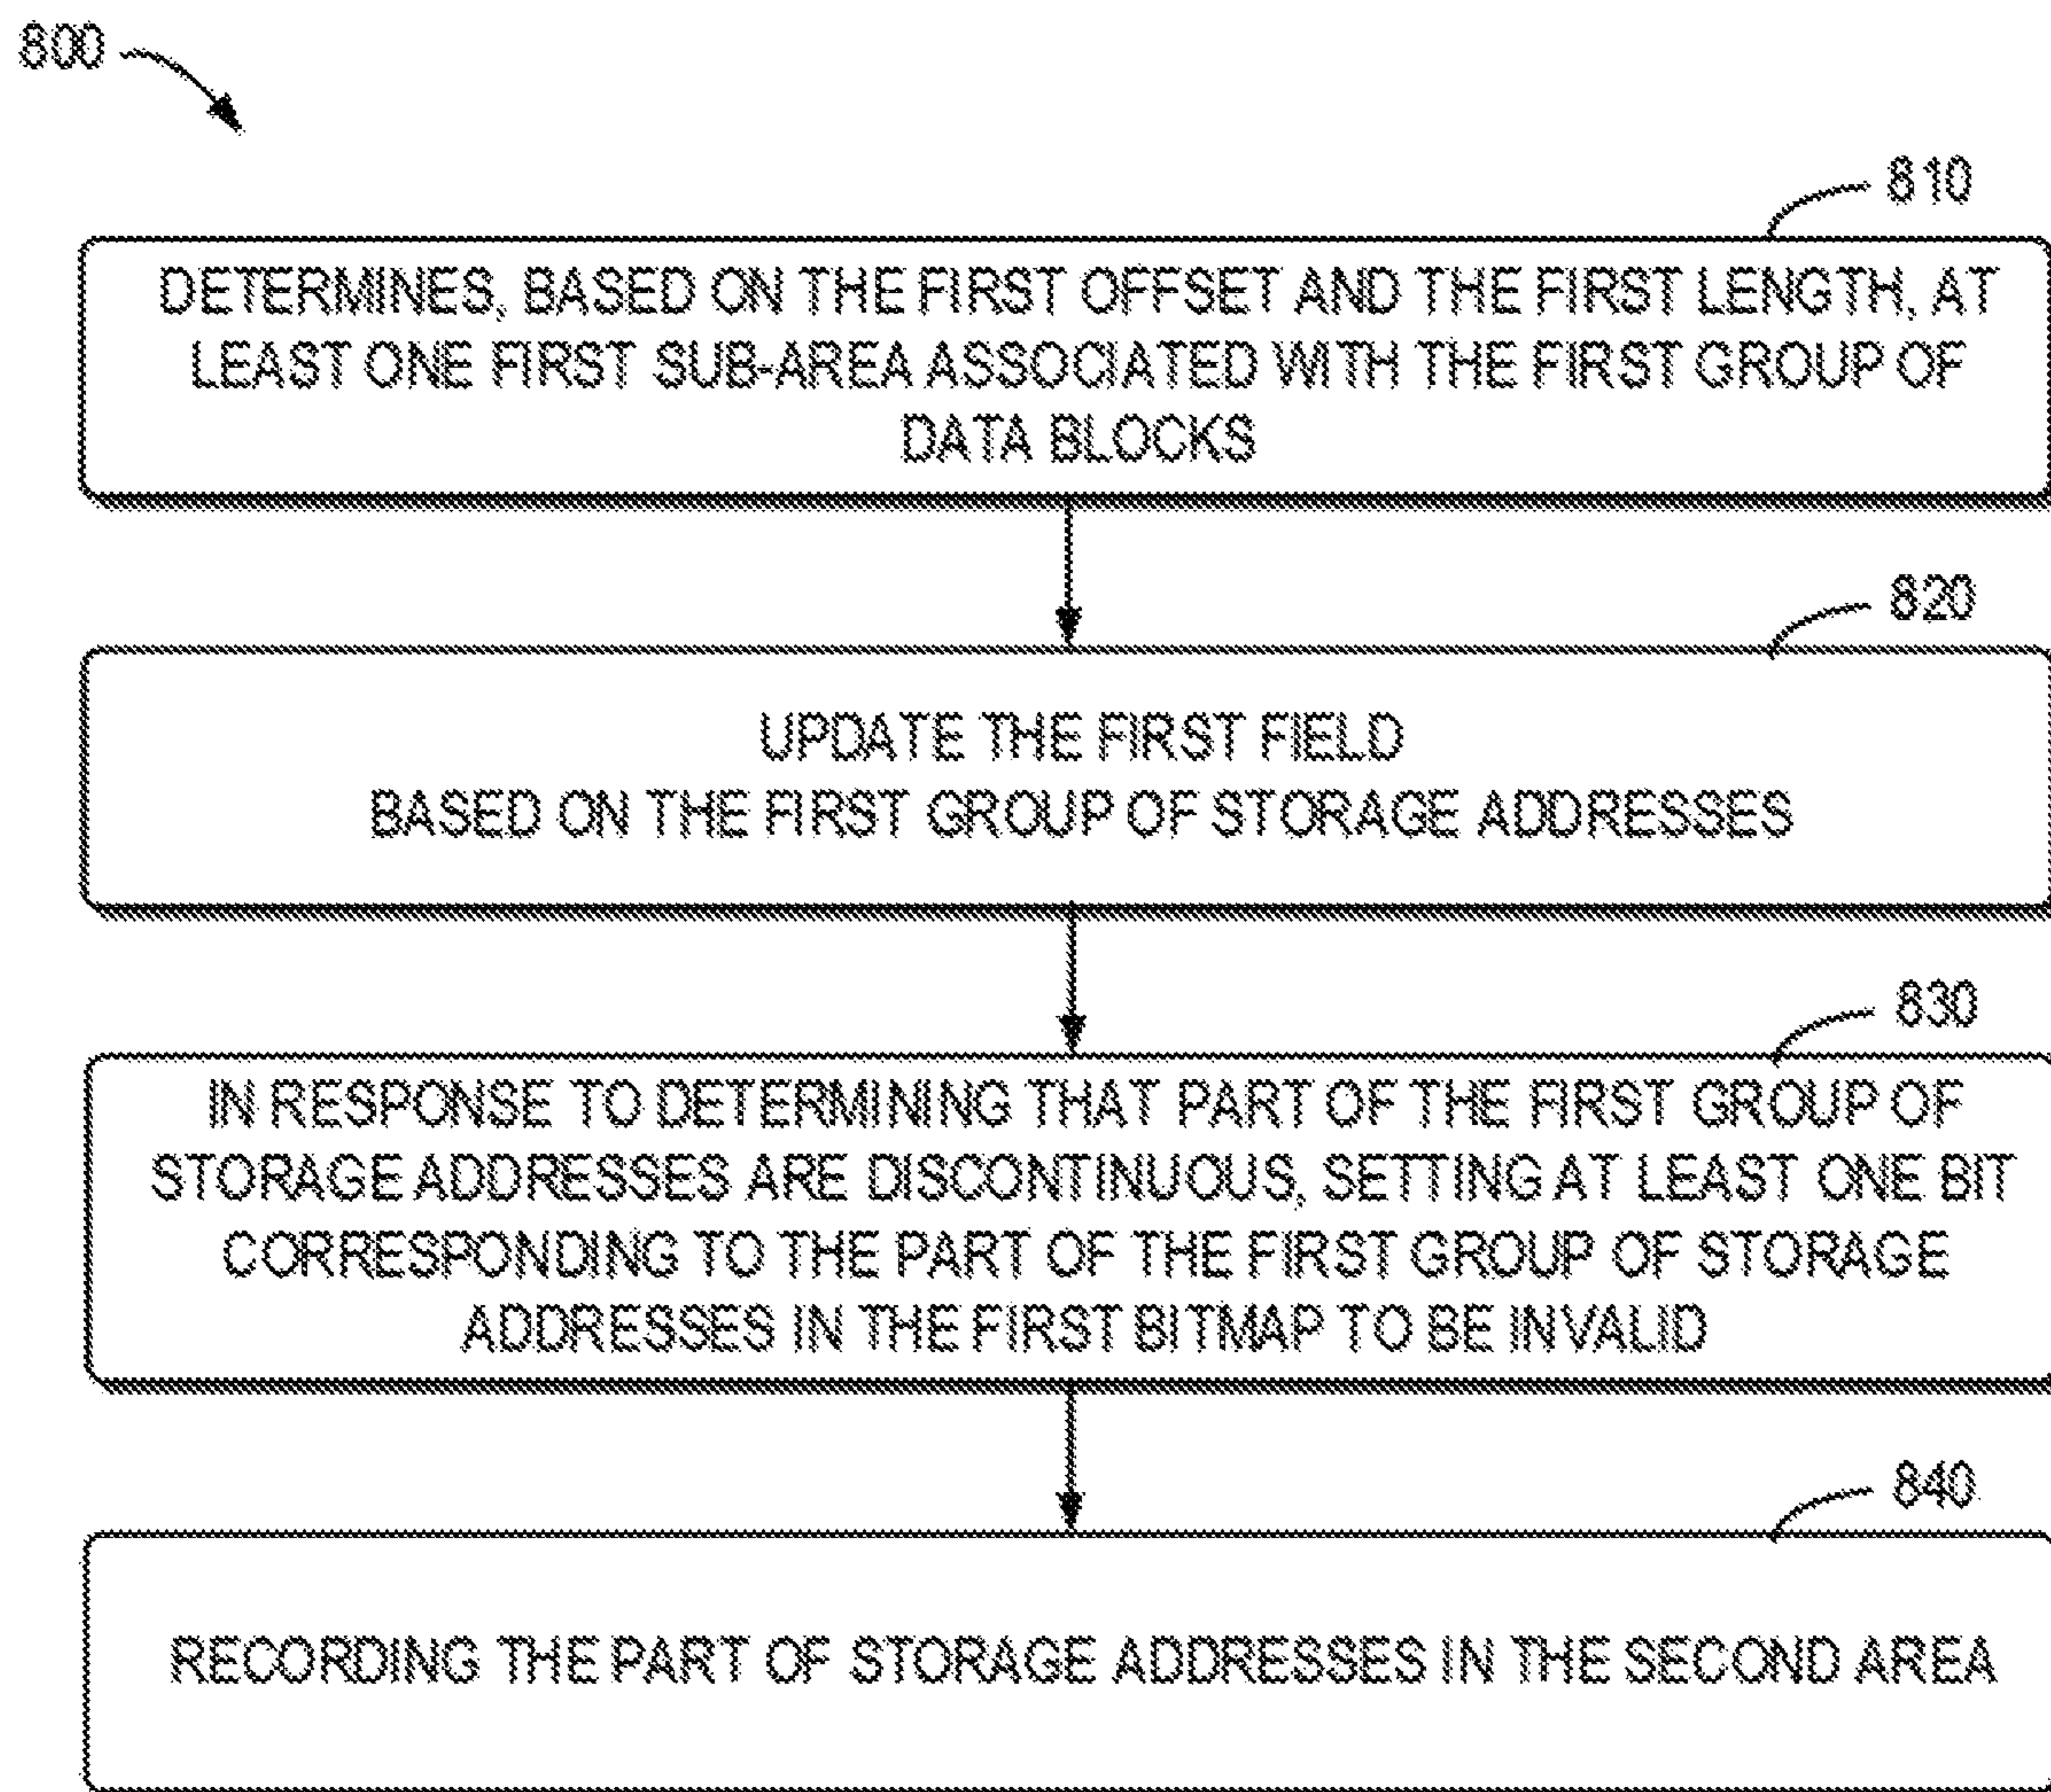 800
810
DETERMINES, BASED ON THE FIRST OFFSET AND THE FIRST LENGTH, AT
LEAST ONE FIRST SUB-AREA ASSOCIATED WITH THE FIRST GROUP OF
DATA BLOCKS
820
UPDATE THE FIRST FIELD
BASED ON THE FIRST GROUP OF STORAGE ADDRESSES
830
IN RESPONSE TO DETERMINING THAT PART OF THE FIRST GROUP OF
STORAGE ADDRESSES ARE DISCONTINUOUS, SETTING AT LEAST ONE BIT
CORRESPONDING TO THE PART OF THE FIRST GROUP OF STORAGE
ADDRESSES IN THE FIRST BITMAP TO BE INVALID
840
RECORDING THE PART OF STORAGE ADDRESSES IN THE SECOND AREA